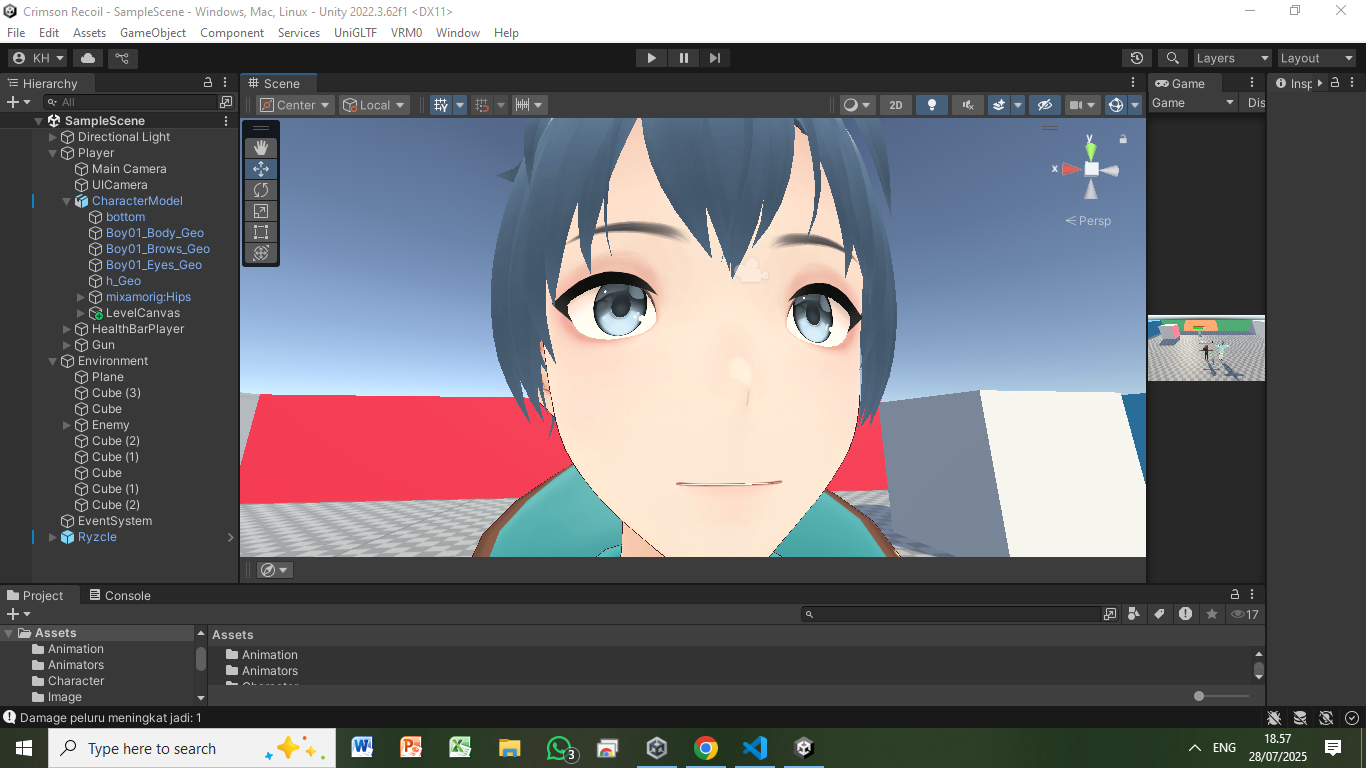 Crimson Recoil - SampleScene - Windows, Mac, Linux - Unity 2022.3.62f1 <DX11>
File Edit Assets GameObject Component Services UniGLTF VRM0 Window Help
KH Layers Layout
Hierarchy
All
SampleScene
Directional Light
Player
Main Camera
UICamera
CharacterModel
bottom
Boy01_Body_Geo
Boy01_Brows_Geo
Boy01_Eyes_Geo
h_Geo
mixamorig:Hips
LevelCanvas
HealthBarPlayer
Gun
Environment
Plane
Cube (3)
Cube
Enemy
Cube (2)
Cube (1)
Cube
Cube (1)
Cube (2)
EventSystem
Ryzcle
Scene
Center Local 2D
y
x
Persp
Game
Game Dis
Insp
Project Console
17
Assets
Animation
Animators
Character
Image
Assets
Animation
Animators
Damage peluru meningkat jadi: 1
Type here to search
3
ENG
18.57
28/07/2025